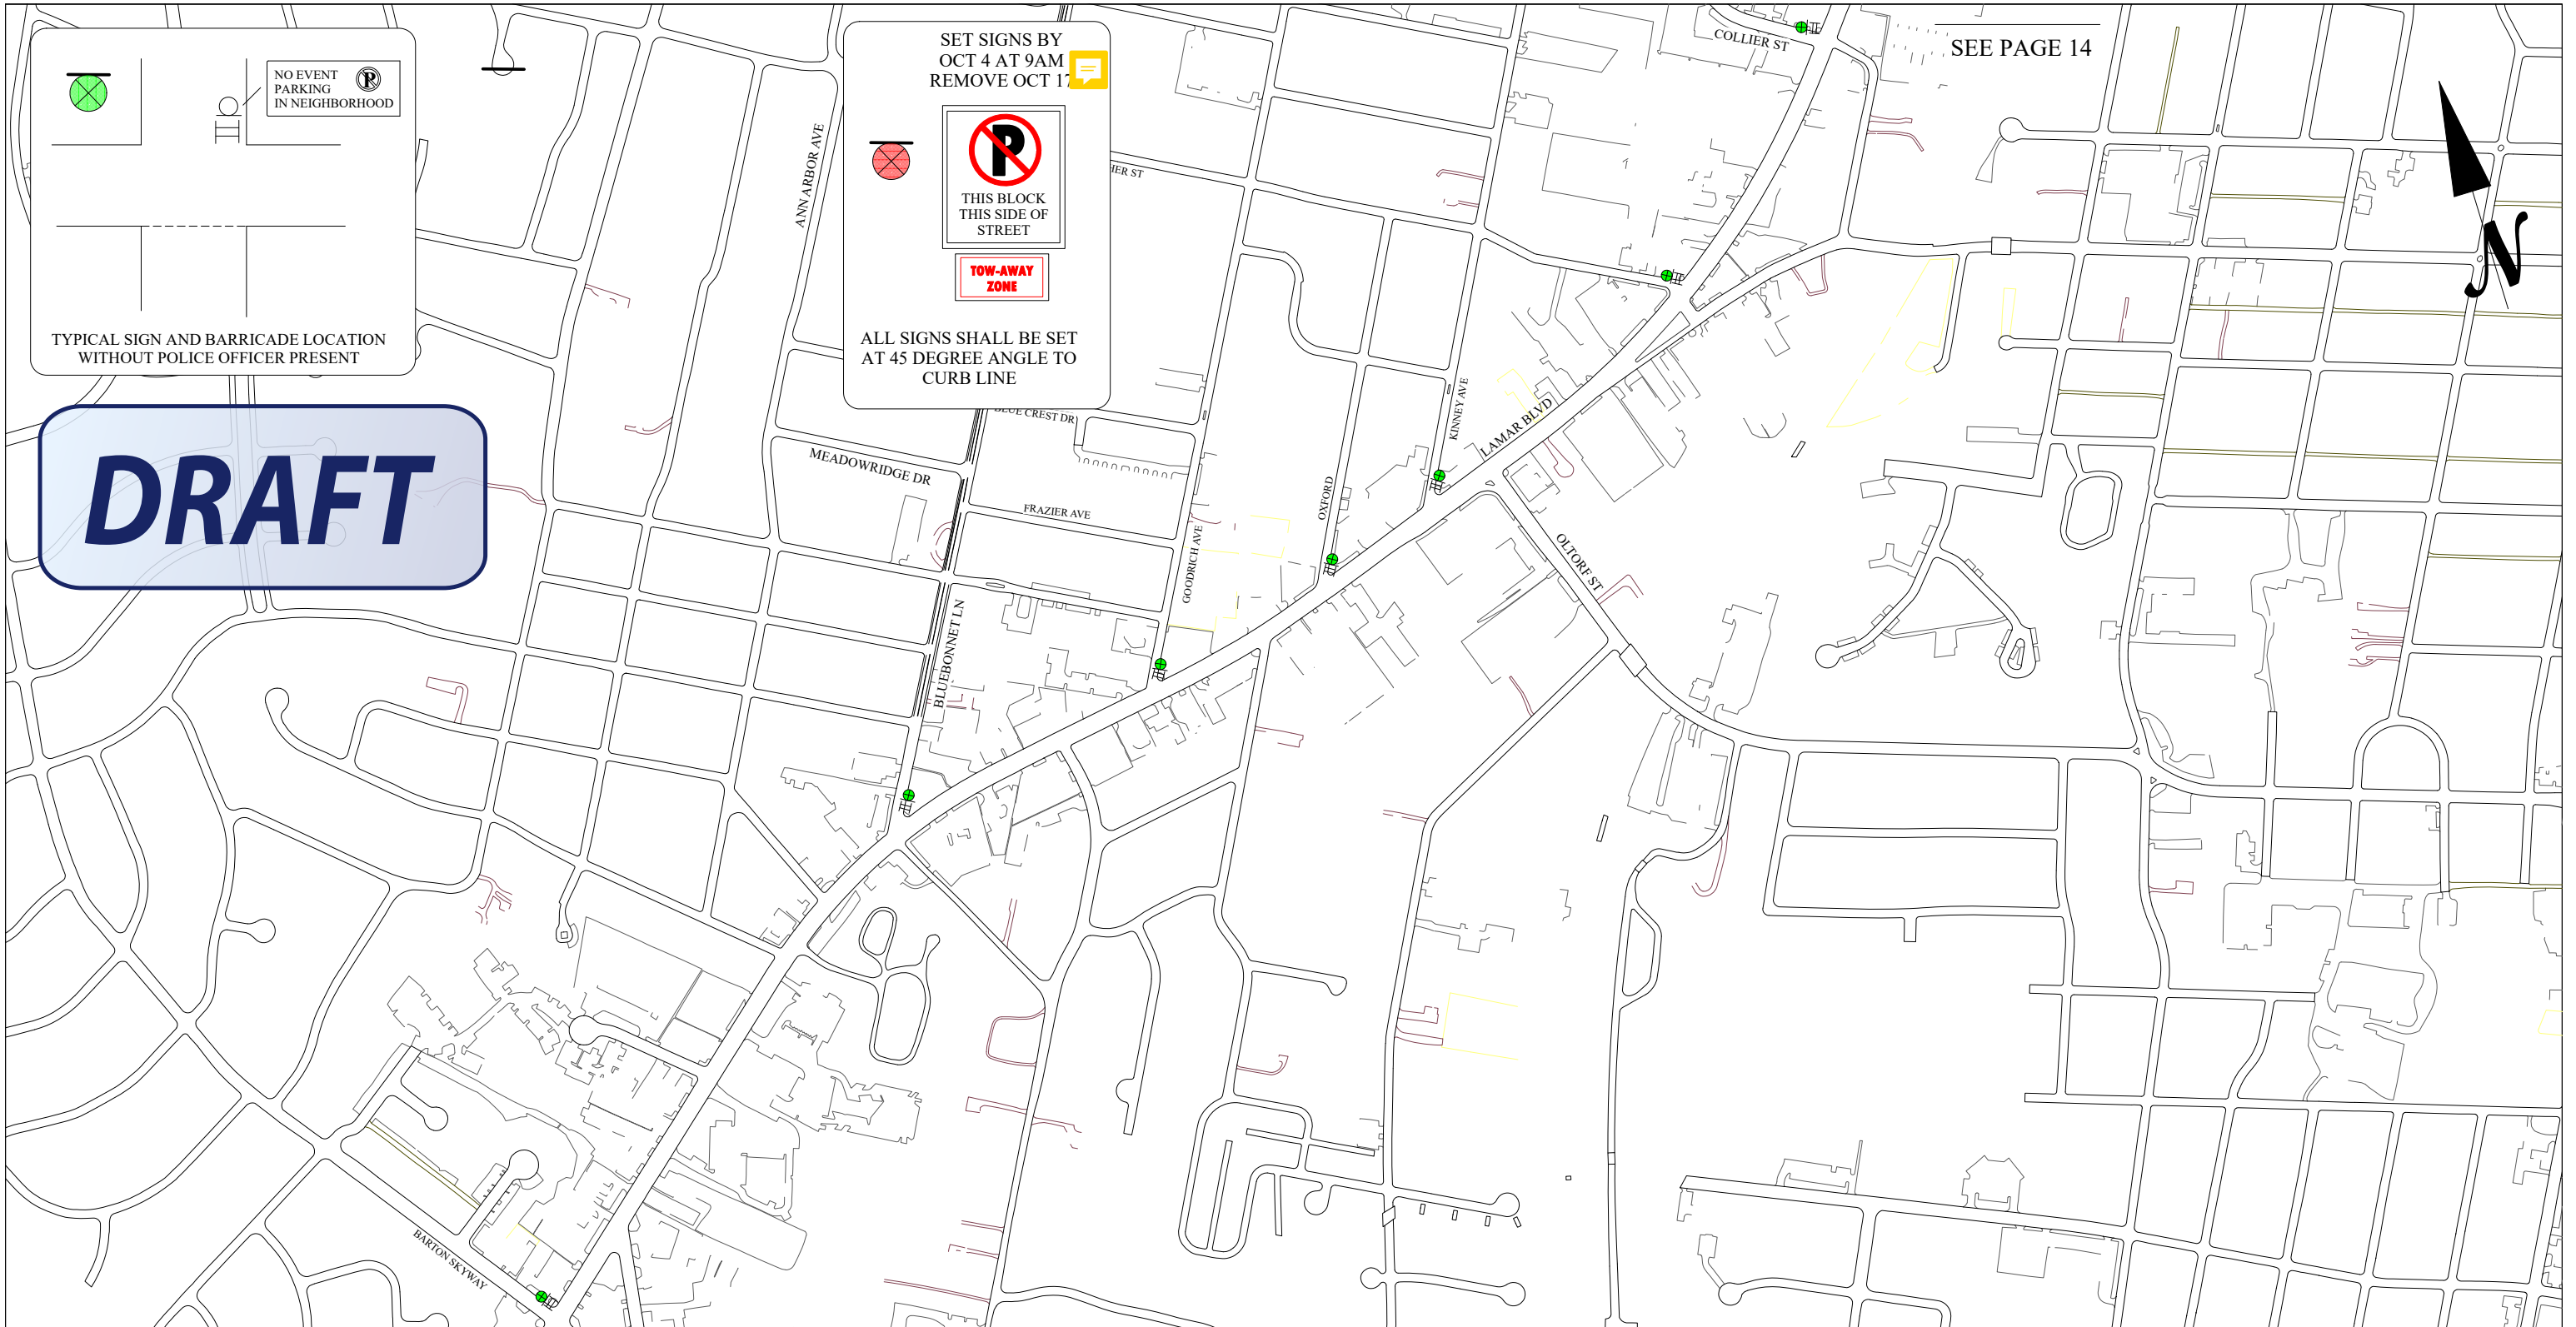 NO EVENT
PARKING
IN NEIGHBORHOOD
P
TYPICAL SIGN AND BARRICADE LOCATION
WITHOUT POLICE OFFICER PRESENT
DRAFT
SET SIGNS BY
OCT 4 AT 9AM
REMOVE OCT 17
P
THIS BLOCK
THIS SIDE OF
STREET
TOW-AWAY
ZONE
ALL SIGNS SHALL BE SET
AT 45 DEGREE ANGLE TO
CURB LINE
SEE PAGE 14
N
COLLIER ST
ANN ARBOR AVE
HER ST
BLUE CREST DR
MEADOWRIDGE DR
FRAZIER AVE
KINNEY AVE
LAMAR BLVD
OXFORD
GOODRICH AVE
OLTORF ST
BLUEBONNET LN
BARTON SKYWAY